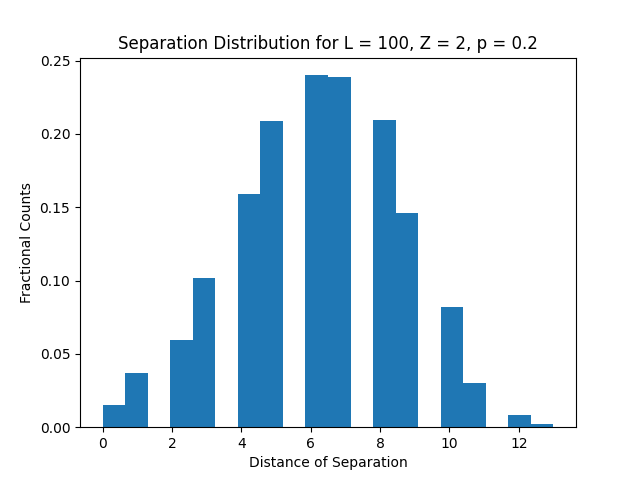 Separation Distribution for L = 100, Z = 2, p = 0.2
0.25
0.20
0.15
0.10
0.05
0.00
Fractional Counts
0 2 4 6 8 10 12
Distance of Separation